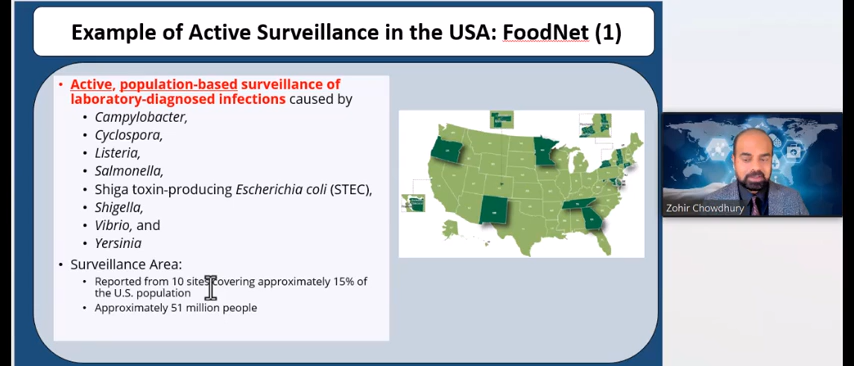 Example of Active Surveillance in the USA: FoodNet (1)
• Active, population-based surveillance of
laboratory-diagnosed infections caused by
• Campylobacter,
• Cyclospora,
• Listeria,
• Salmonella,
• Shiga toxin-producing Escherichia coli (STEC),
• Shigella,
• Vibrio, and
• Yersinia
• Surveillance Area:
• Reported from 10 sites covering approximately 15% of
the U.S. population
• Approximately 51 million people
Zohir Chowdhury